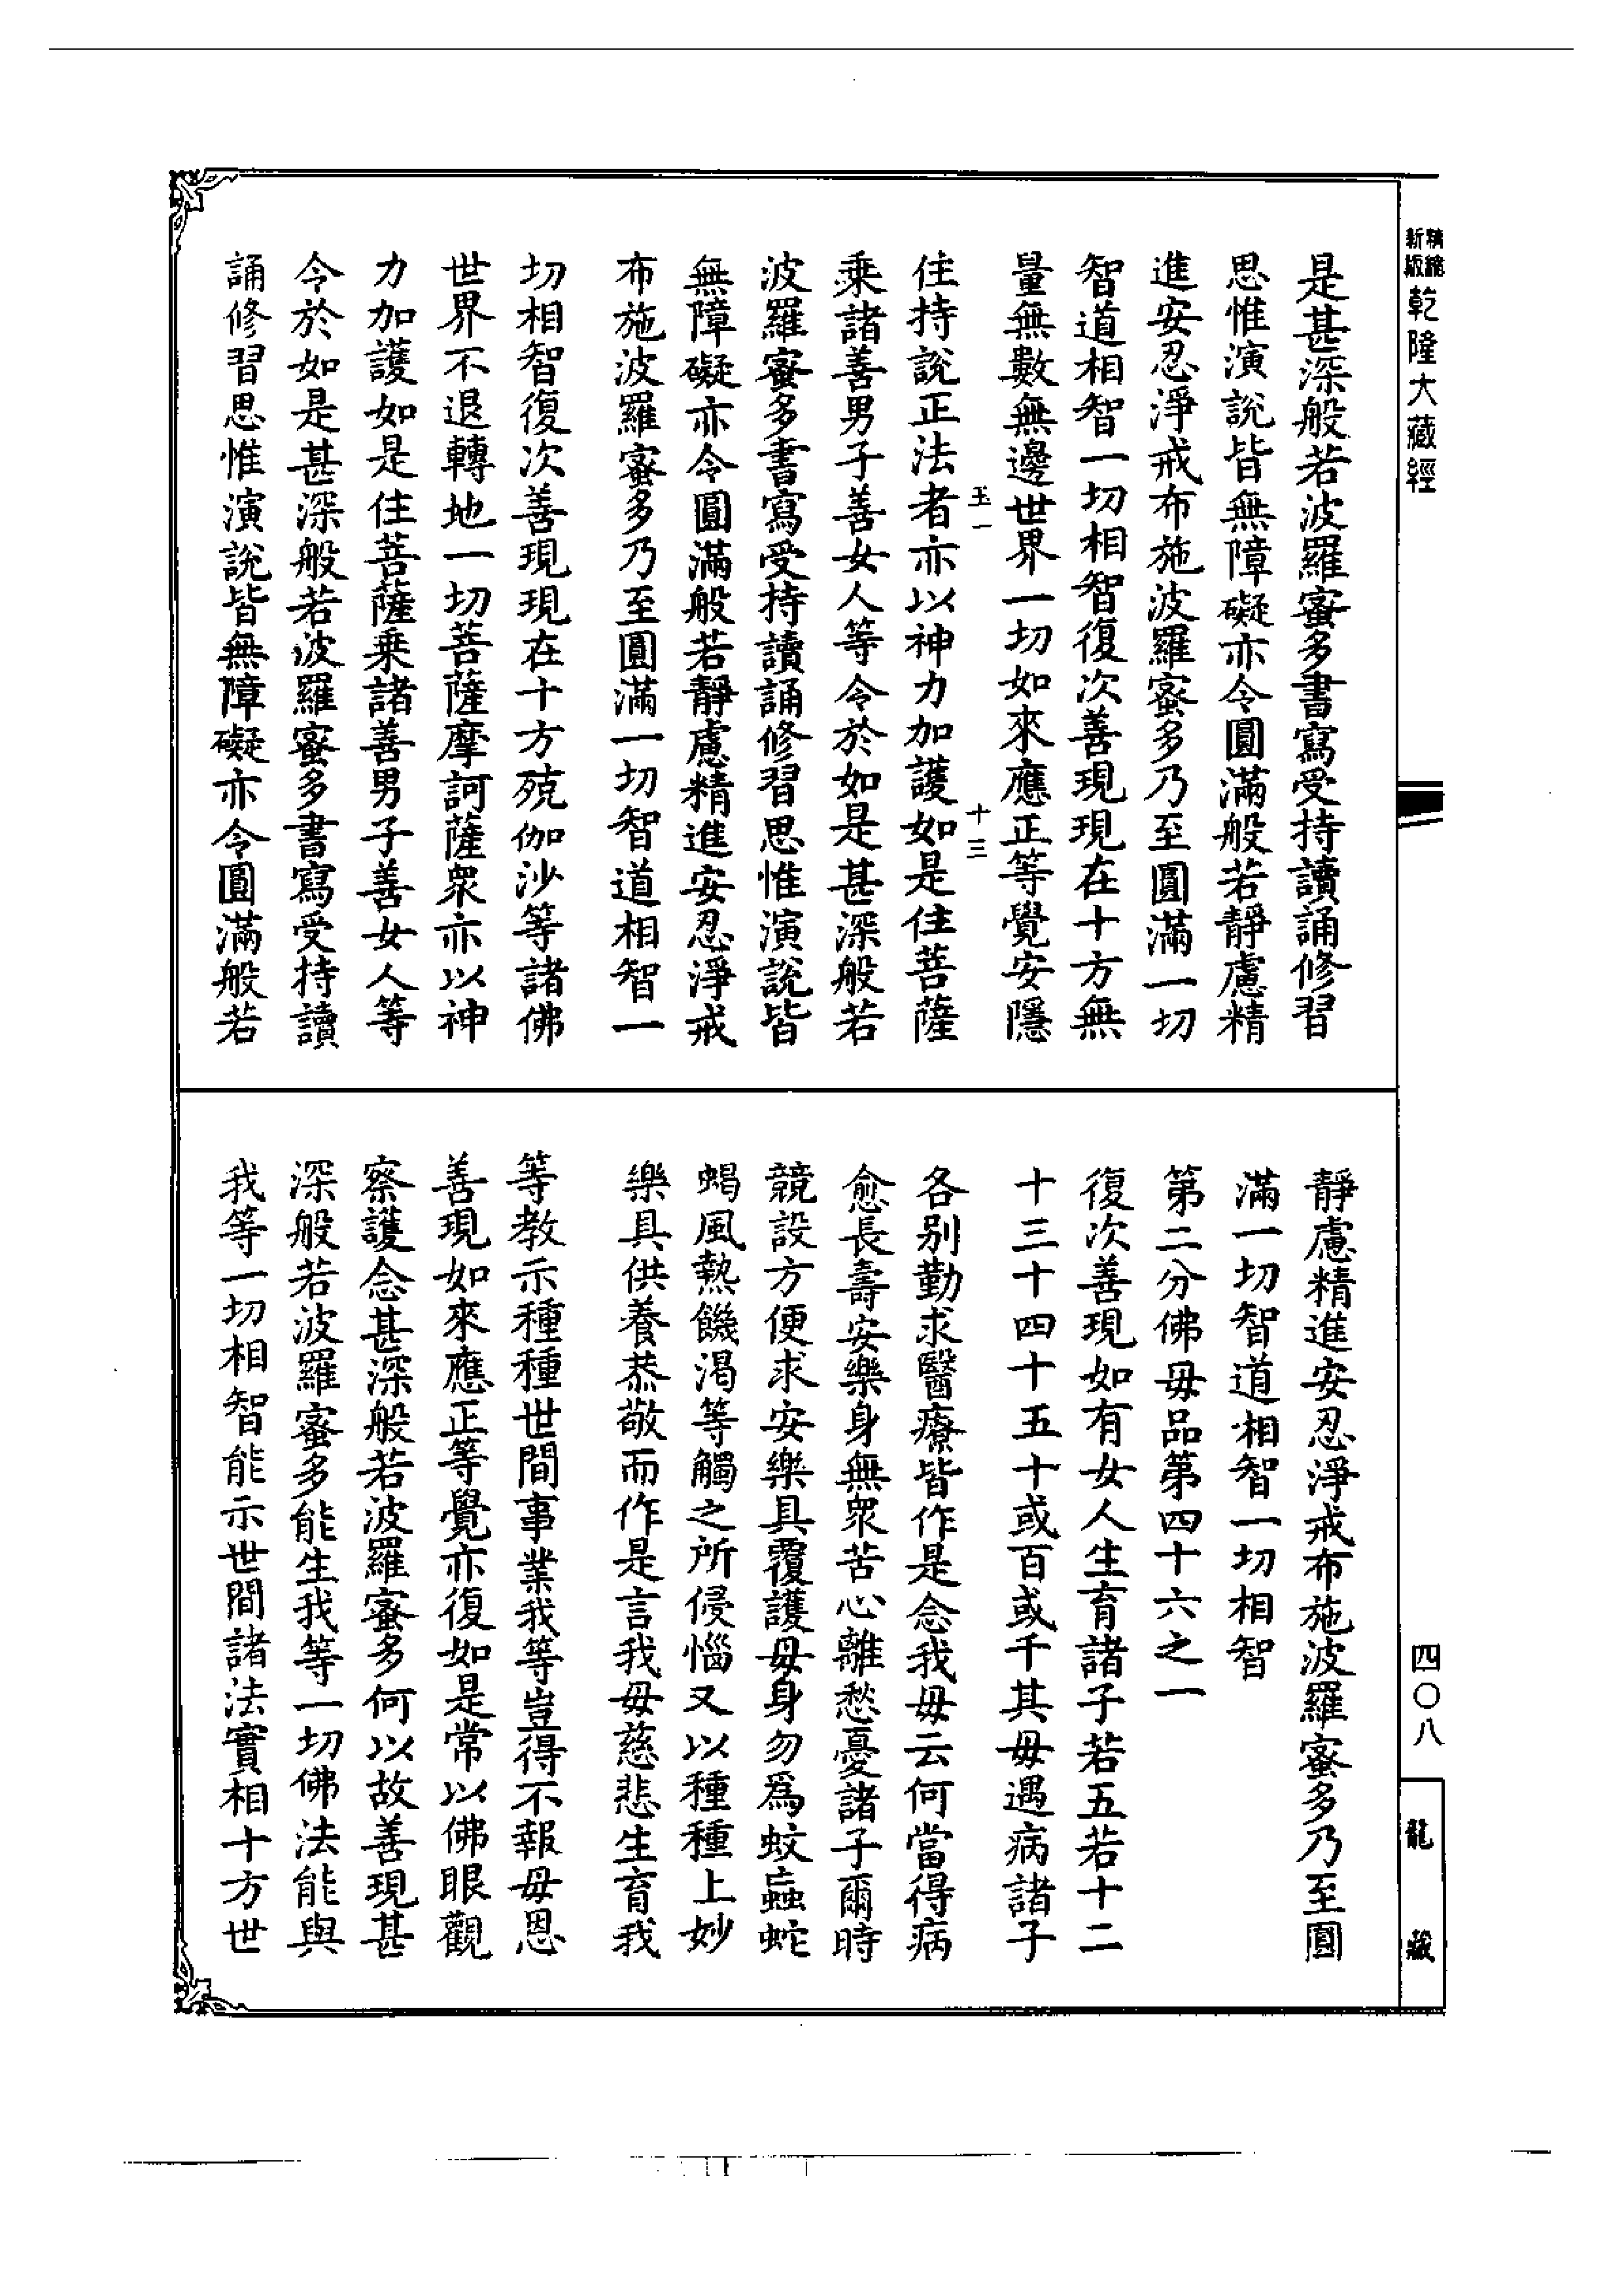 精縮
新版
乾隆大藏經
四〇八
龍藏
是甚深般若波羅蜜多書寫受持讀誦修習
思惟演說皆無障礙亦令圓滿般若靜慮精
進安忍淨戒布施波羅蜜多乃至圓滿一切
智道相智一切相智復次善現現在十方無
量無數無邊世界一切如來應正等覺安隱
玉一 十三
住持說正法者亦以神力加護如是住菩薩
乘諸善男子善女人等令於如是甚深般若
波羅蜜多書寫受持讀誦修習思惟演說皆
無障礙亦令圓滿般若靜慮精進安忍淨戒
布施波羅蜜多乃至圓滿一切智道相智一
切相智復次善現現在十方殑伽沙等諸佛
世界不退轉地一切菩薩摩訶薩衆亦以神
力加護如是住菩薩乘諸善男子善女人等
令於如是甚深般若波羅蜜多書寫受持讀
誦修習思惟演說皆無障礙亦令圓滿般若
靜慮精進安忍淨戒布施波羅蜜多乃至圓
滿一切智道相智一切相智
第二分佛母品第四十六之一
復次善現如有女人生育諸子若五若十二
十三十四十五十或百或千其母遇病諸子
各別勤求醫療皆作是念我母云何當得病
愈長壽安樂身無衆苦心離愁憂諸子爾時
競設方便求安樂具覆護母身勿爲蚊蝱蛇
蝎風熱饑渴等觸之所侵惱又以種種上妙
樂具供養恭敬而作是言我母慈悲生育我
等教示種種世間事業我等豈得不報母恩
善現如來應正等覺亦復如是常以佛眼觀
察護念甚深般若波羅蜜多何以故善現甚
深般若波羅蜜多能生我等一切佛法能與
我等一切相智能示世間諸法實相十方世